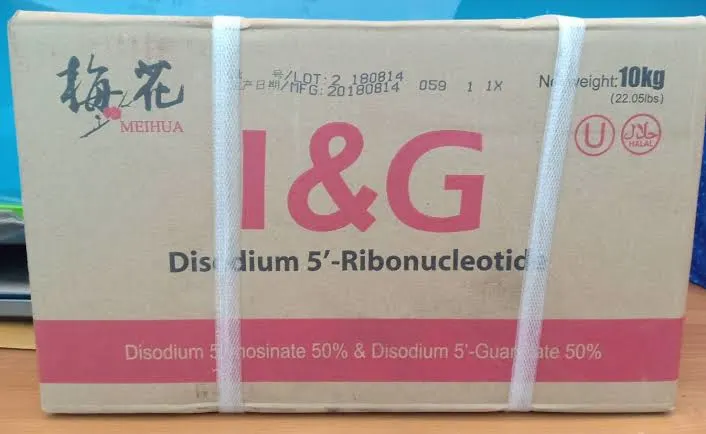 梅花
MEIHUA
号/LOT:2 180814
产日期/MFG:20180814 059 1 1X
Net weight:10kg
(22.05lbs)
U
حلال
HALAL
I&G
Disodium 5'-Ribonucleotide
Disodium 5'-Inosinate 50% & Disodium 5'-Guanylate 50%